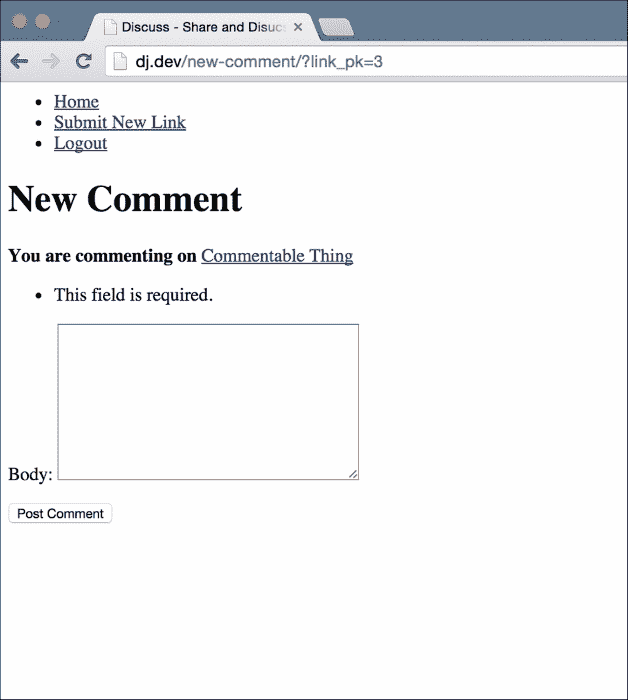 Discuss - Share and Disuc
dj.dev/new-comment/?link_pk=3
Home
Submit New Link
Logout
New Comment
You are commenting on Commentable Thing
This field is required.
Body:
Post Comment